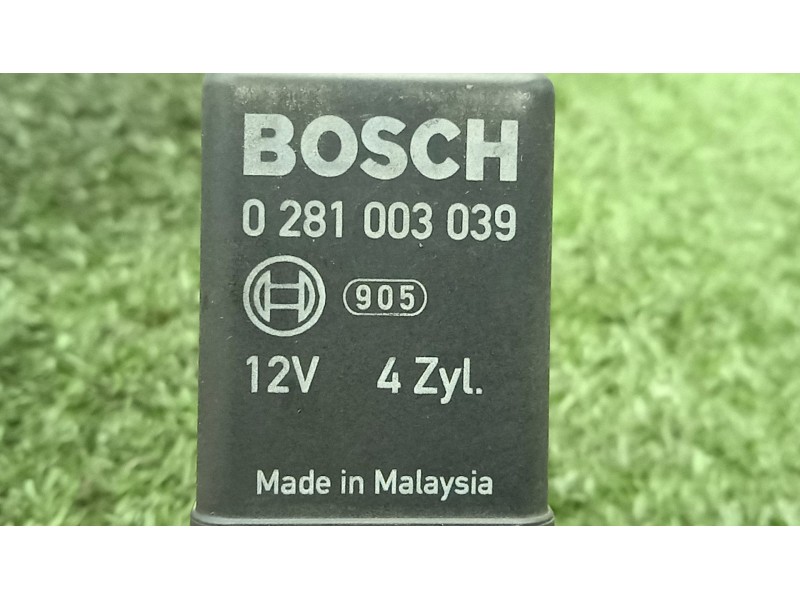 BOSCH
0 281 003 039
905
12V 4 Zyl.
Made in Malaysia